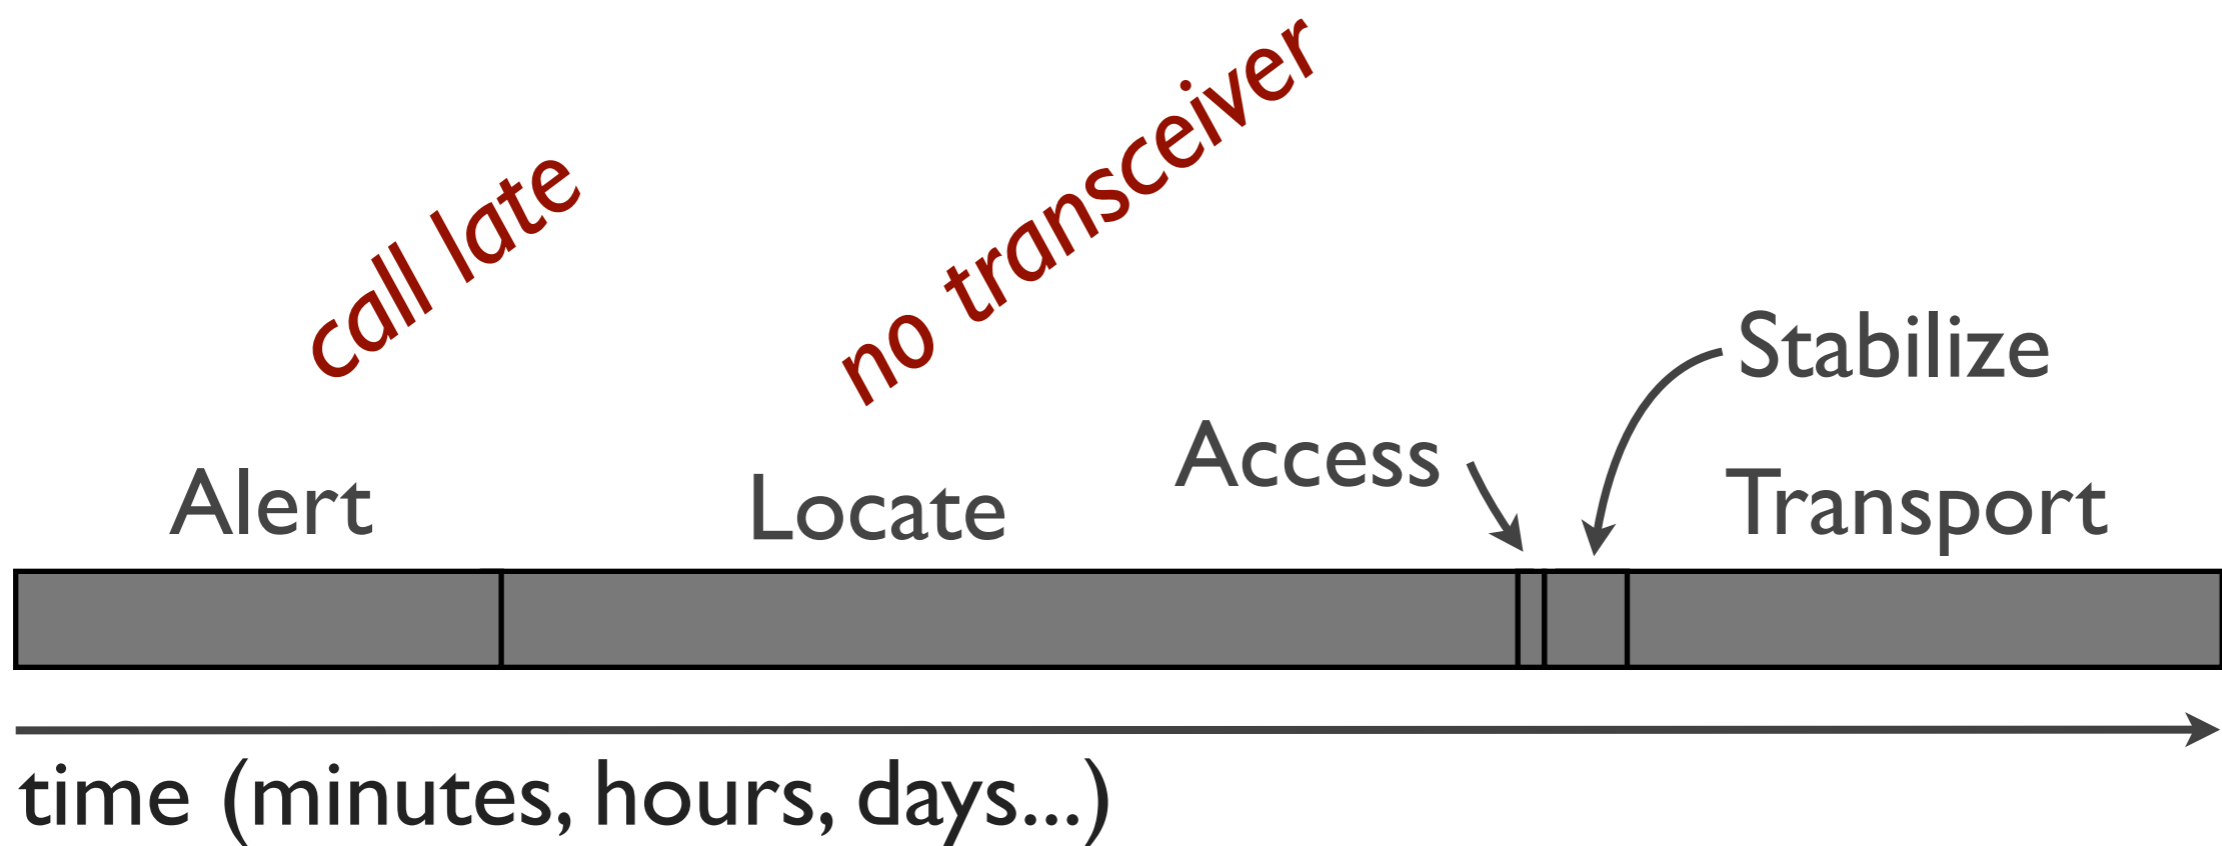 call late
no transceiver
Stabilize
Access
Alert
Locate
Transport
time (minutes, hours, days...)